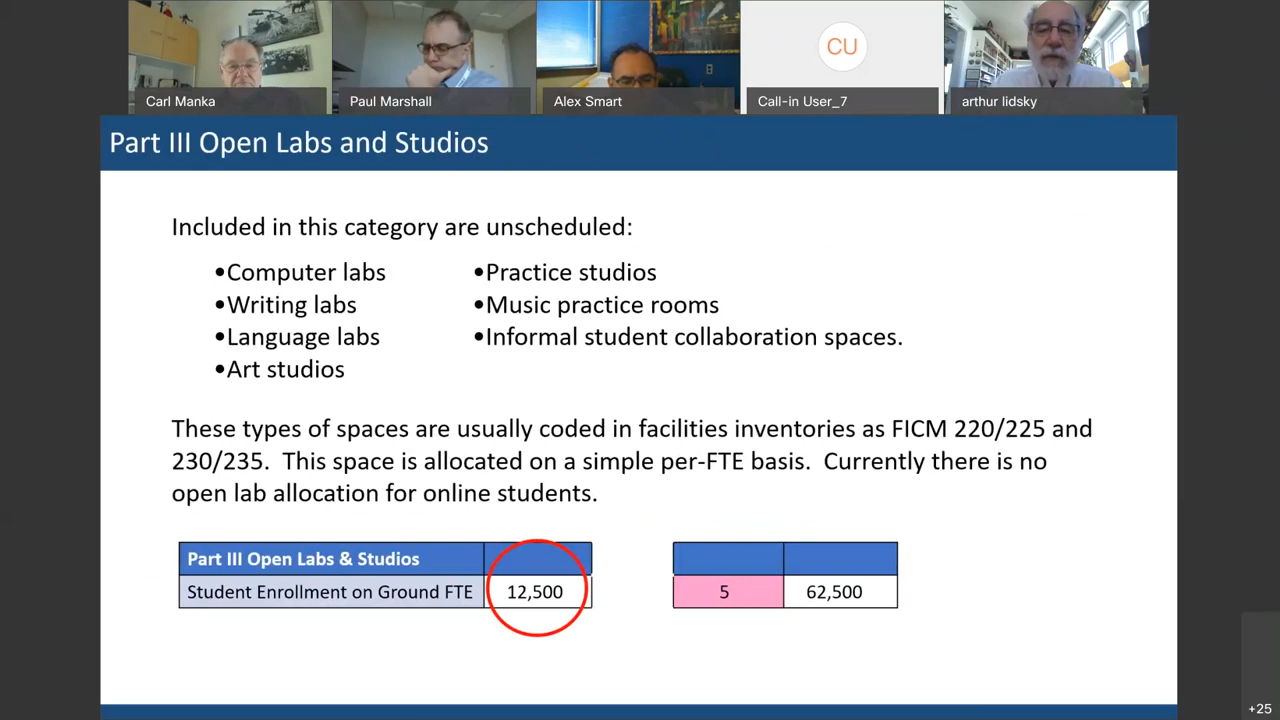 CU
Carl Manka
Paul Marshall
Alex Smart
Call-in User_7
arthur lidsky
Part III Open Labs and Studios
Included in this category are unscheduled:
•Computer labs
•Writing labs
•Language labs
•Art studios
•Practice studios
•Music practice rooms
•Informal student collaboration spaces.
These types of spaces are usually coded in facilities inventories as FICM 220/225 and
230/235. This space is allocated on a simple per-FTE basis. Currently there is no
open lab allocation for online students.
Part III Open Labs & Studios
Student Enrollment on Ground FTE 12,500 5 62,500
+25